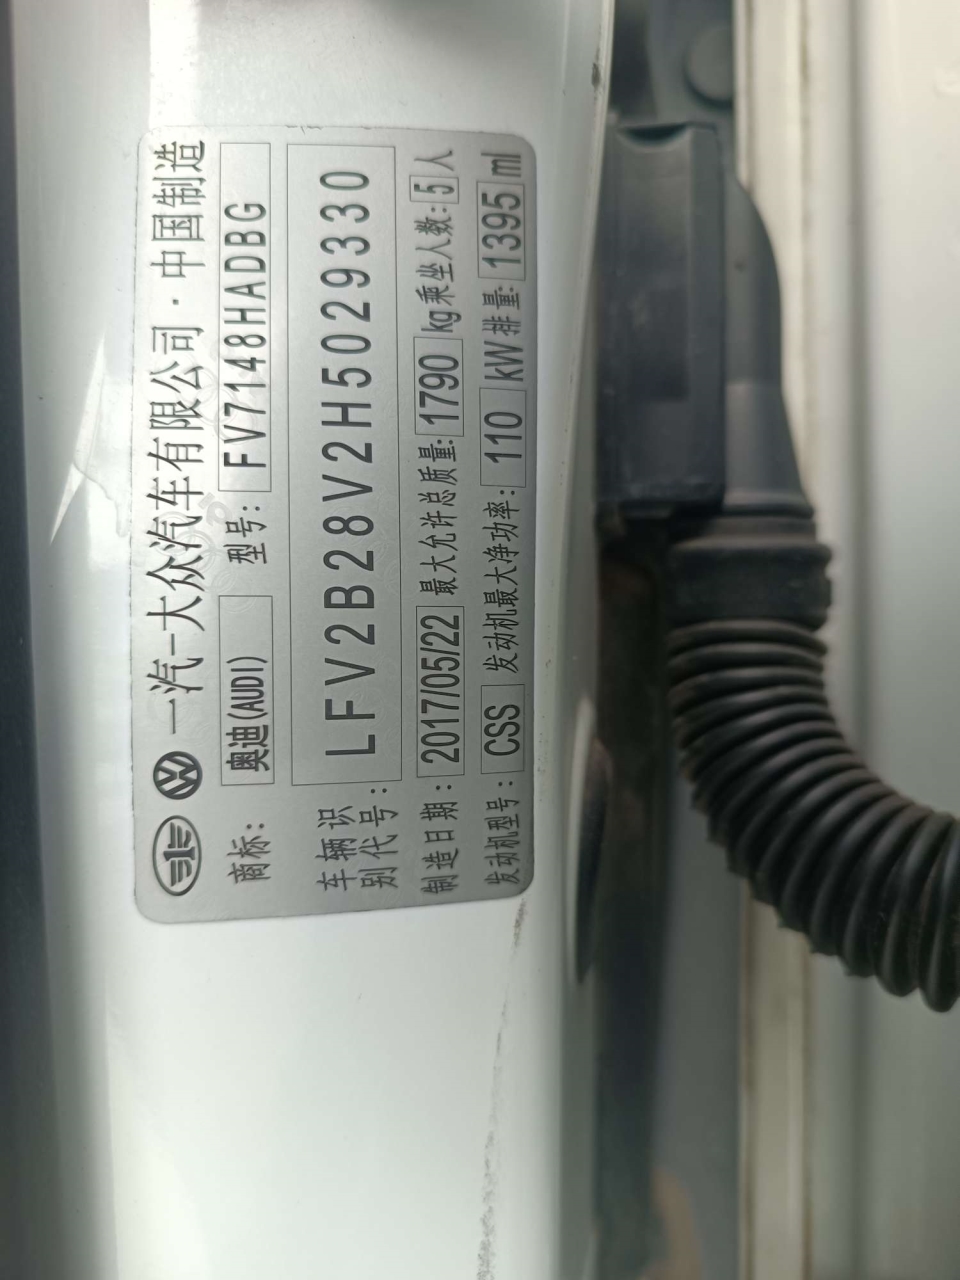 一汽-大众汽车有限公司·中国制造
商标: 奥迪(AUDI) 型号: FV7148HADBG
车辆识别代号: LFV2B28V2H5029330
制造日期: 2017/05/22 最大允许总质量: 1790 kg 乘坐人数: 5 人
发动机型号: CSS 发动机最大净功率: 110 kW 排量: 1395 ml